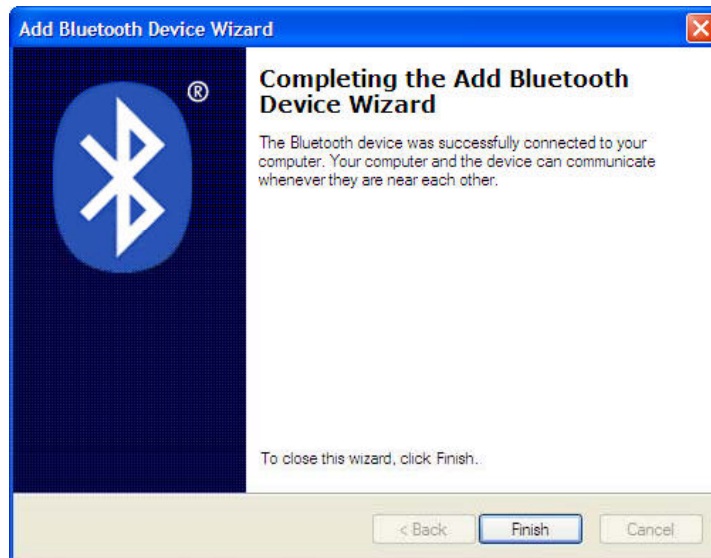 Add Bluetooth Device Wizard
®
Completing the Add Bluetooth
Device Wizard
The Bluetooth device was successfully connected to your
computer. Your computer and the device can communicate
whenever they are near each other.
To close this wizard, click Finish.
< Back Finish Cancel